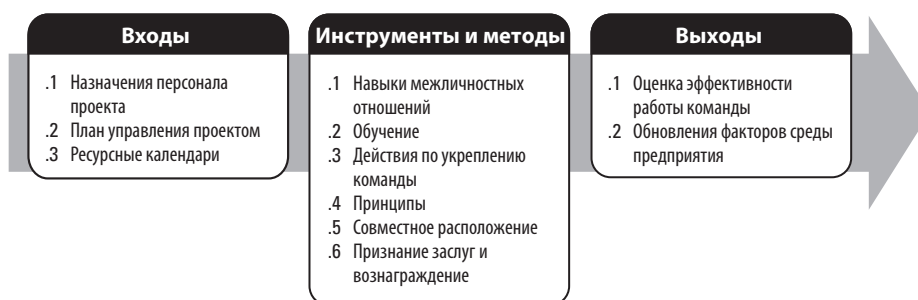 Входы
.1 Назначения персонала
проекта
.2 План управления проектом
.3 Ресурсные календари
Инструменты и методы
.1 Навыки межличностных
отношений
.2 Обучение
.3 Действия по укреплению
команды
.4 Принципы
.5 Совместное расположение
.6 Признание заслуг и
вознаграждение
Выходы
.1 Оценка эффективности
работы команды
.2 Обновления факторов среды
предприятия